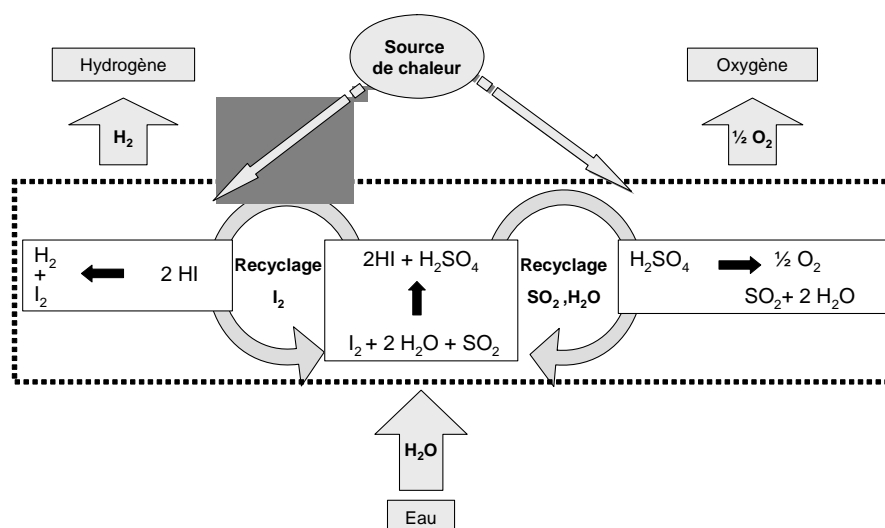 Source
de chaleur
Hydrogène
Oxygène
H₂
½ O₂
H₂
+
I₂
2 HI
Recyclage
I₂
2HI + H₂SO₄
I₂ + 2 H₂O + SO₂
Recyclage
SO₂ ,H₂O
H₂SO₄
½ O₂
SO₂+ 2 H₂O
H₂O
Eau